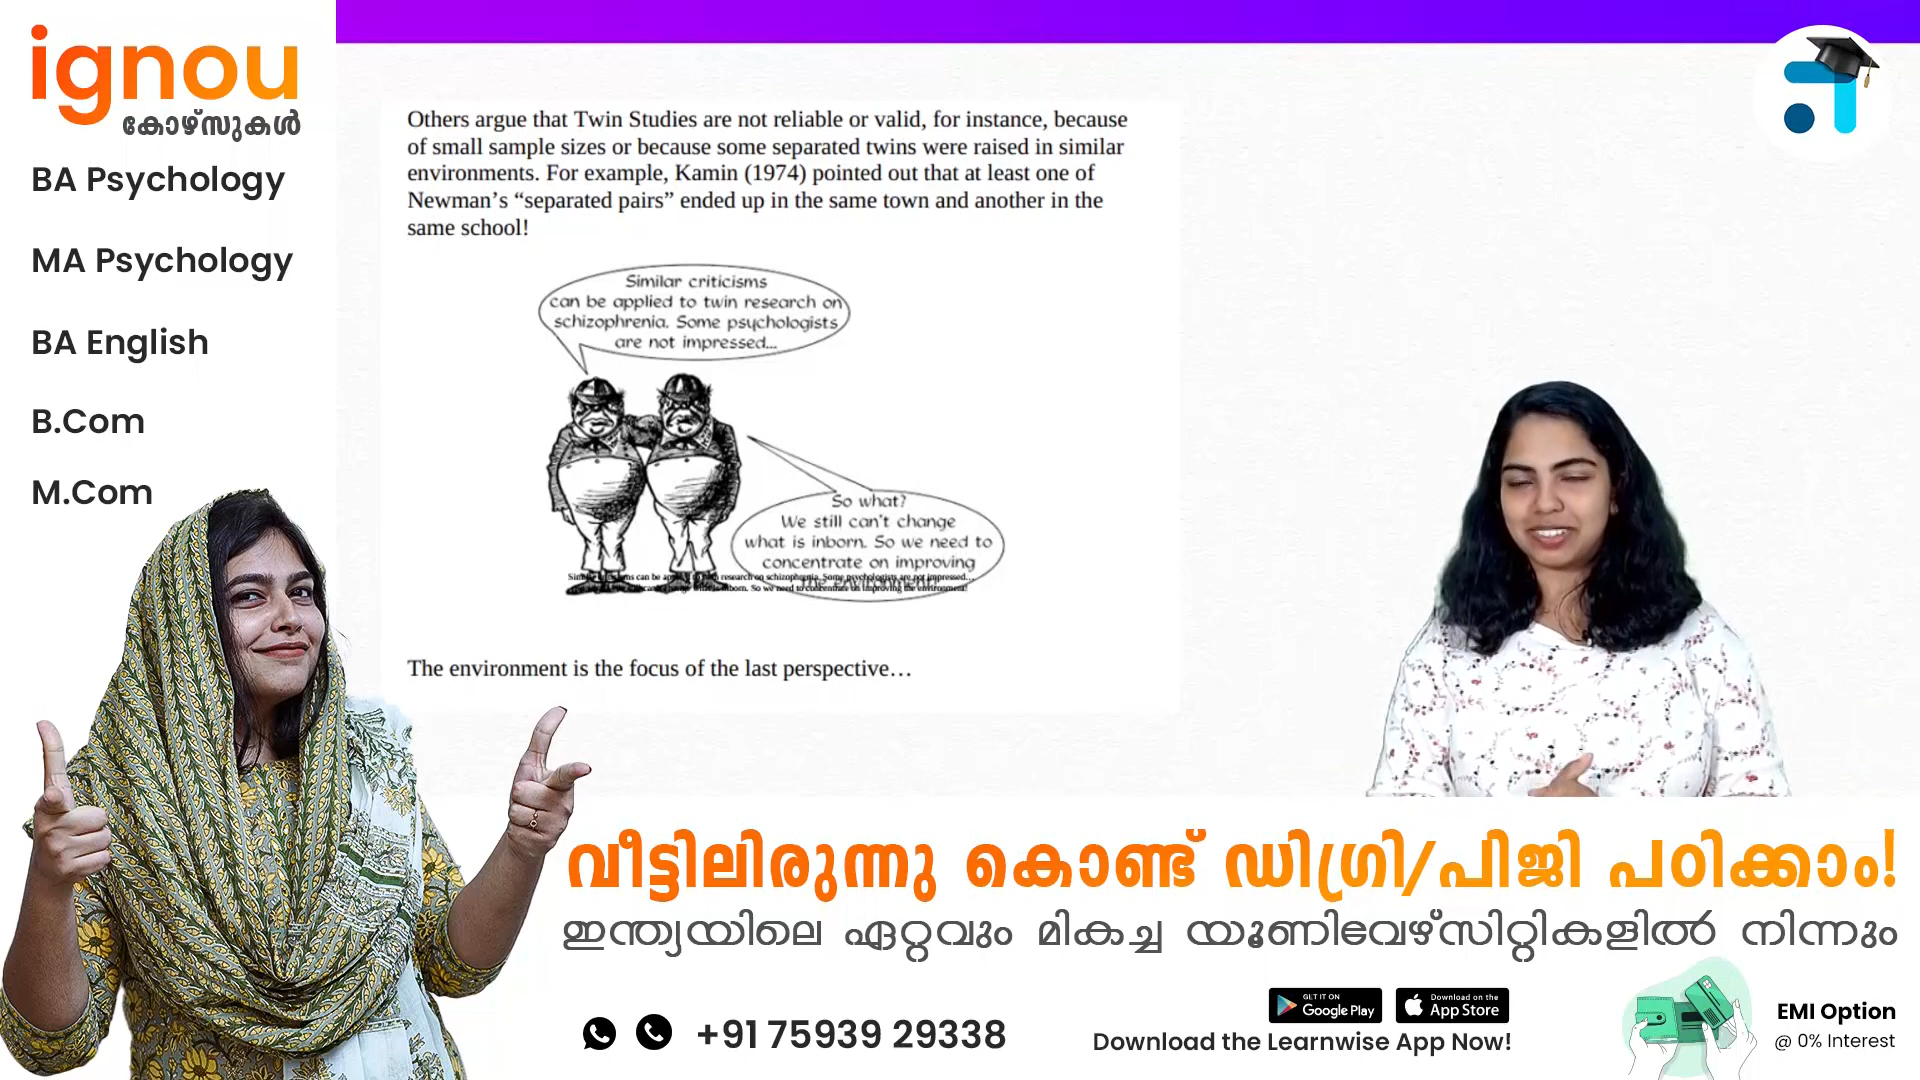 ignou
കോഴ്സുകൾ
BA Psychology
MA Psychology
BA English
B.Com
M.Com
Others argue that Twin Studies are not reliable or valid, for instance, because
of small sample sizes or because some separated twins were raised in similar
environments. For example, Kamin (1974) pointed out that at least one of
Newman’s “separated pairs” ended up in the same town and another in the
same school!
Similar criticisms
can be applied to twin research on
schizophrenia. Some psychologists
are not impressed...
So what?
We still can't change
what is inborn. So we need to
concentrate on improving
the environment!
The environment is the focus of the last perspective…
വീട്ടിലിരുന്നു കൊണ്ട് ഡിഗ്രി/പിജി പഠിക്കാം!
ഇന്ത്യയിലെ ഏറ്റവും മികച്ച യൂണിവേഴ്സിറ്റികളിൽ നിന്നും
+91 75939 29338
GET IT ON
Google Play
Download on the
App Store
Download the Learnwise App Now!
EMI Option
@ 0% Interest